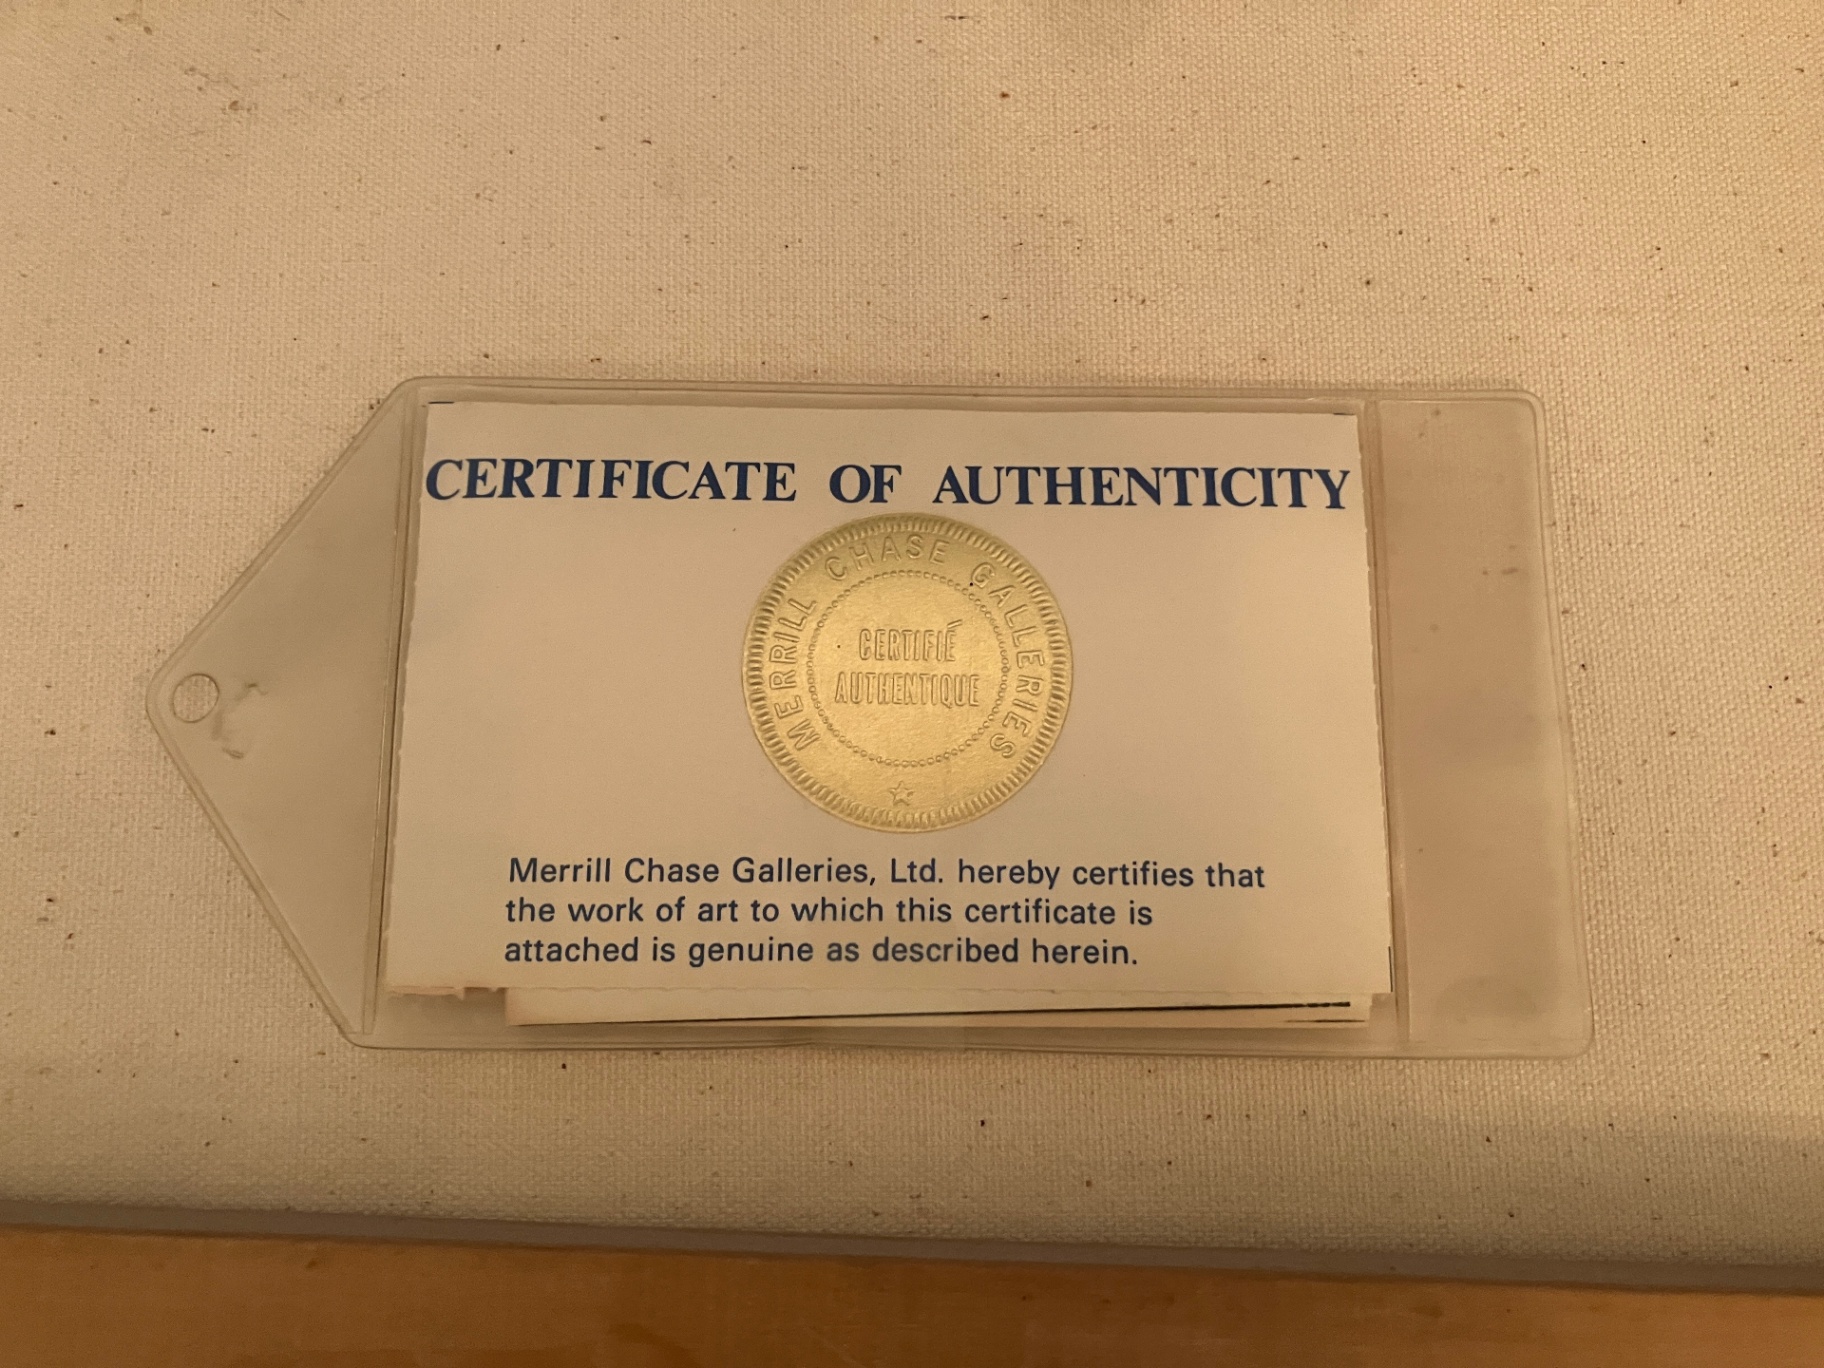 CERTIFICATE OF AUTHENTICITY
MERRILL CHASE GALLERIES
CERTIFIÉ
AUTHENTIQUE
Merrill Chase Galleries, Ltd. hereby certifies that
the work of art to which this certificate is
attached is genuine as described herein.